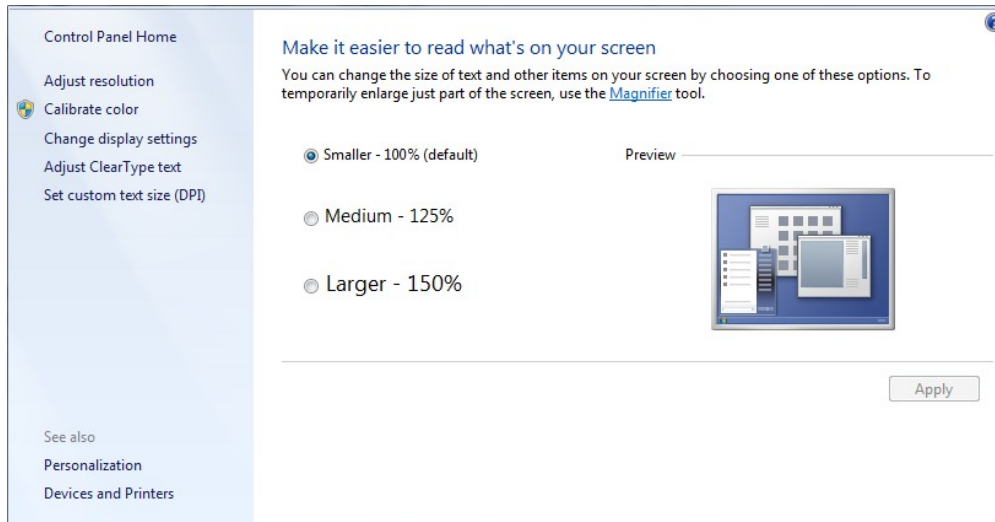 Control Panel Home
Adjust resolution
Calibrate color
Change display settings
Adjust ClearType text
Set custom text size (DPI)
See also
Personalization
Devices and Printers
Make it easier to read what's on your screen
You can change the size of text and other items on your screen by choosing one of these options. To
temporarily enlarge just part of the screen, use the Magnifier tool.
Smaller - 100% (default)
Medium - 125%
Larger - 150%
Preview
Apply